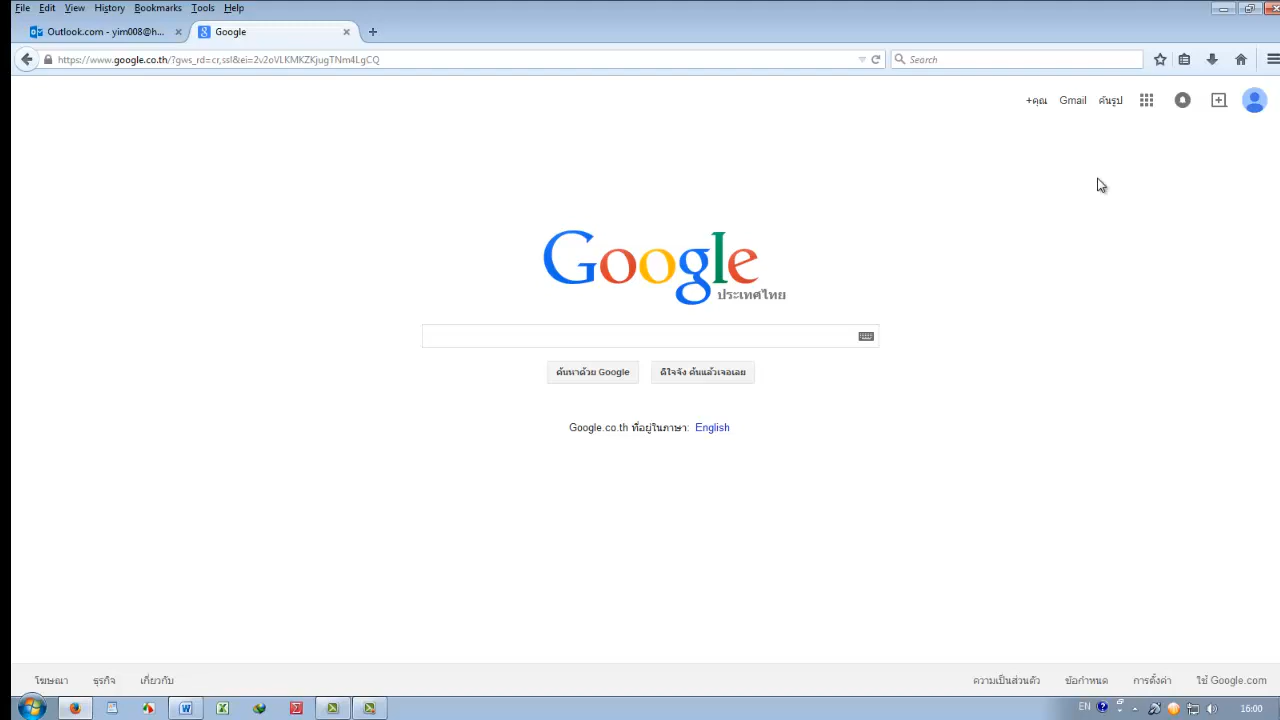 File Edit View History Bookmarks Tools Help
Outlook.com - yim008@h... Google
https://www.google.co.th/?gws_rd=cr,ssl&ei=2v2oVLKMKZKjugTNm4LgCQ Search
+คุณ Gmail ค้นรูป
Google
ประเทศไทย
ค้นหาด้วย Google ดีใจจัง ค้นแล้วเจอเลย
Google.co.th ที่อยู่ในภาษา: English
โฆษณา ธุรกิจ เกี่ยวกับ ความเป็นส่วนตัว ข้อกำหนด การตั้งค่า ใช้ Google.com
EN 16:00